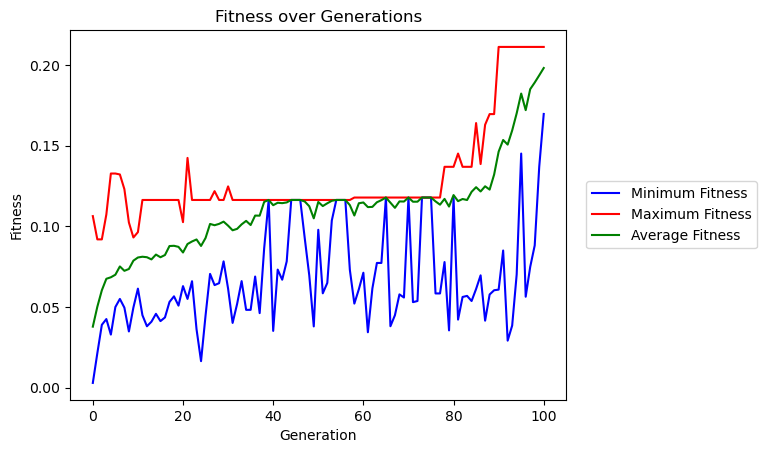 Fitness over Generations
0.20
0.15
0.10
0.05
0.00
Fitness
0 20 40 60 80 100
Generation
Minimum Fitness
Maximum Fitness
Average Fitness